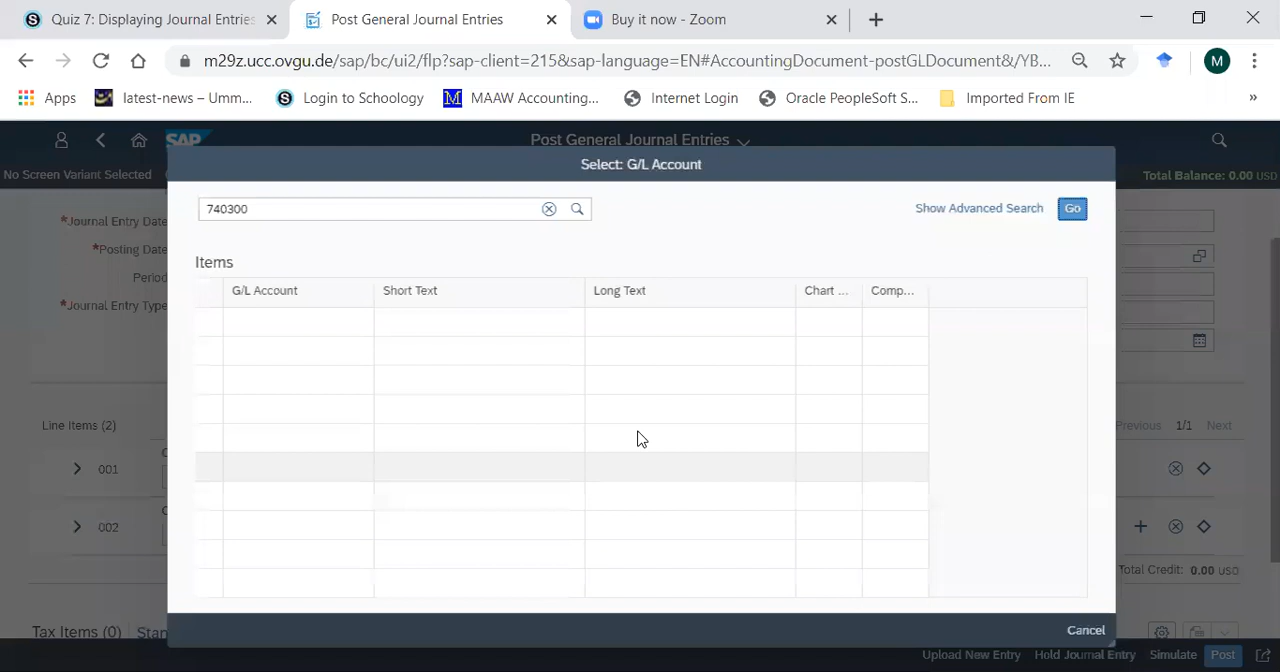 Quiz 7: Displaying Journal Entries
Post General Journal Entries
Buy it now - Zoom
m29z.ucc.ovgu.de/sap/bc/ui2/flp?sap-client=215&sap-language=EN#AccountingDocument-postGLDocument&/YB...
M
Apps
latest-news – Umm...
Login to Schoology
MAAW Accounting...
Internet Login
Oracle PeopleSoft S...
Imported From IE
»
SAP
Post General Journal Entries
No Screen Variant Selected
Total Balance: 0.00 USD
Select: G/L Account
740300
Show Advanced Search
Go
*Journal Entry Date
*Posting Date
Period
*Journal Entry Type
Items
G/L Account
Short Text
Long Text
Chart ...
Comp...
Line Items (2)
Previous
1/1
Next
001
002
Total Credit: 0.00 USD
Tax Items (0)
Stan
Cancel
Upload New Entry
Hold Journal Entry
Simulate
Post